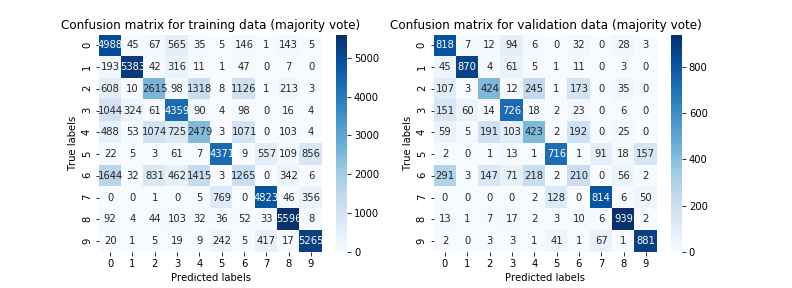 Confusion matrix for training data (majority vote)
Confusion matrix for validation data (majority vote)
0 4988 45 67 565 35 5 146 1 143 5
1 193 5383 42 316 11 1 47 0 7 0
2 608 10 2615 98 1318 8 1126 1 213 3
3 1044 324 61 4359 90 4 98 0 16 4
4 488 53 1074 725 2479 3 1071 0 103 4
5 22 5 3 61 7 4371 9 557 109 856
6 1644 32 831 462 1415 3 1265 0 342 6
7 0 0 1 0 5 769 0 4823 46 356
8 92 4 44 103 32 36 52 33 5596 8
9 20 1 5 19 9 242 5 417 17 5265
0 1 2 3 4 5 6 7 8 9
Predicted labels
True labels
5000
4000
3000
2000
1000
0
0 818 7 12 94 6 0 32 0 28 3
1 45 870 4 61 5 1 11 0 3 0
2 107 3 424 12 245 1 173 0 35 0
3 151 60 14 726 18 2 23 0 6 0
4 59 5 191 103 423 2 192 0 25 0
5 2 0 1 13 1 716 1 91 18 157
6 291 3 147 71 218 2 210 0 56 2
7 0 0 0 0 2 128 0 814 6 50
8 13 1 7 17 2 3 10 6 939 2
9 2 0 3 3 1 41 1 67 1 881
0 1 2 3 4 5 6 7 8 9
Predicted labels
True labels
800
600
400
200
0